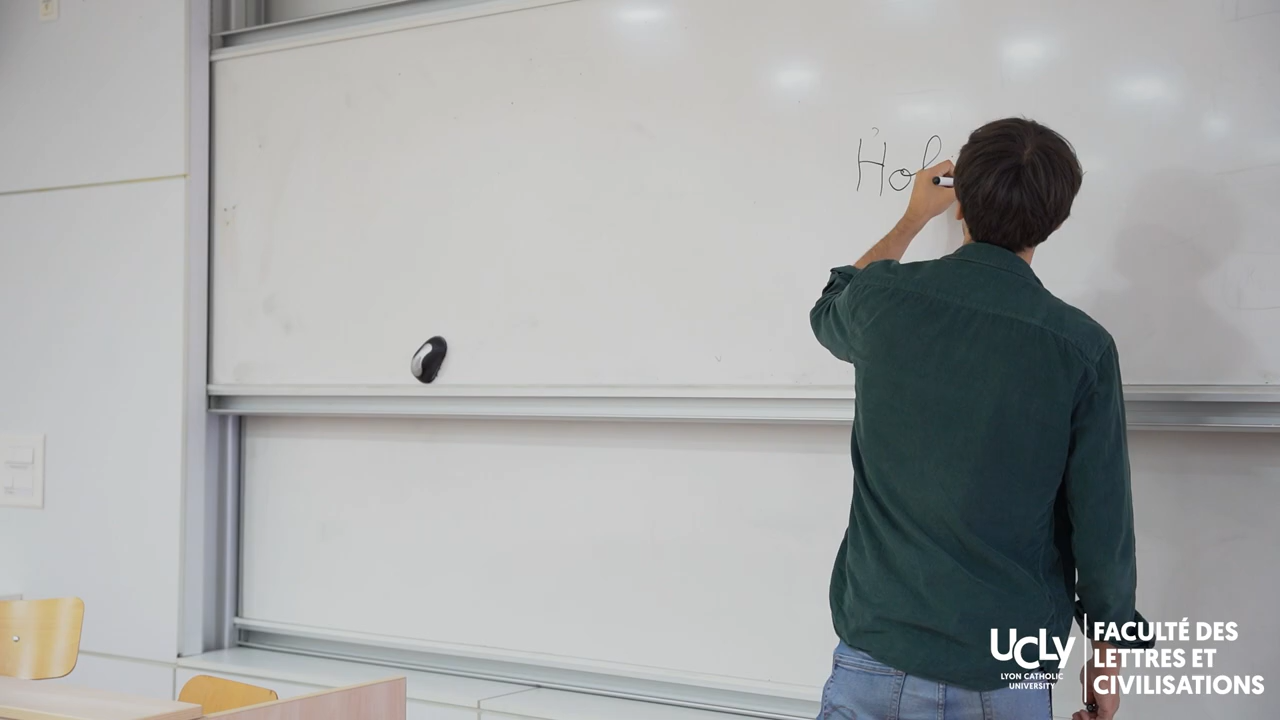 Hol
UCLY
LYON CATHOLIC
UNIVERSITY
FACULTÉ DES
LETTRES ET
CIVILISATIONS